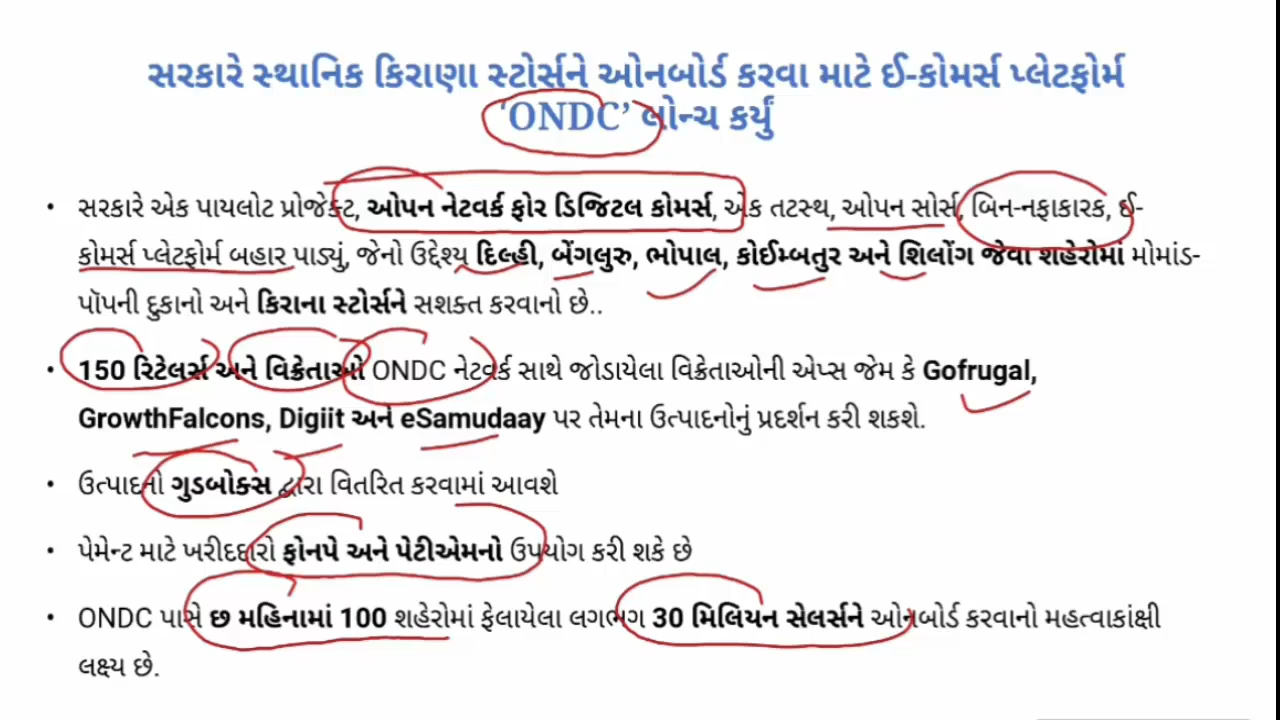 સરકારે સ્થાનિક કિરાણા સ્ટોર્સને ઓનબોર્ડ કરવા માટે ઈ-કોમર્સ પ્લેટફોર્મ
‘ONDC’ લોન્ચ કર્યું
• સરકારે એક પાયલોટ પ્રોજેક્ટ, ઓપન નેટવર્ક ફોર ડિજિટલ કોમર્સ, એક તટસ્થ, ઓપન સોર્સ, બિન-નફાકારક, ઈ-
કોમર્સ પ્લેટફોર્મ બહાર પાડ્યું, જેનો ઉદ્દેશ્ય દિલ્હી, બેંગલુરુ, ભોપાલ, કોઈમ્બતુર અને શિલોંગ જેવા શહેરોમાં મોમાંડ-
પૉપની દુકાનો અને કિરાના સ્ટોર્સને સશક્ત કરવાનો છે..
• 150 રિટેલર્સ અને વિક્રેતાઓ ONDC નેટવર્ક સાથે જોડાયેલા વિક્રેતાઓની એપ્સ જેમ કે Gofrugal,
GrowthFalcons, Digiit અને eSamudaay પર તેમના ઉત્પાદનોનું પ્રદર્શન કરી શકશે.
• ઉત્પાદનો ગુડબોક્સ દ્વારા વિતરિત કરવામાં આવશે
• પેમેન્ટ માટે ખરીદદારો ફોનપે અને પેટીએમનો ઉપયોગ કરી શકે છે
• ONDC પાસે છ મહિનામાં 100 શહેરોમાં ફેલાયેલા લગભગ 30 મિલિયન સેલર્સને ઓનબોર્ડ કરવાનો મહત્વાકાંક્ષી
લક્ષ્ય છે.